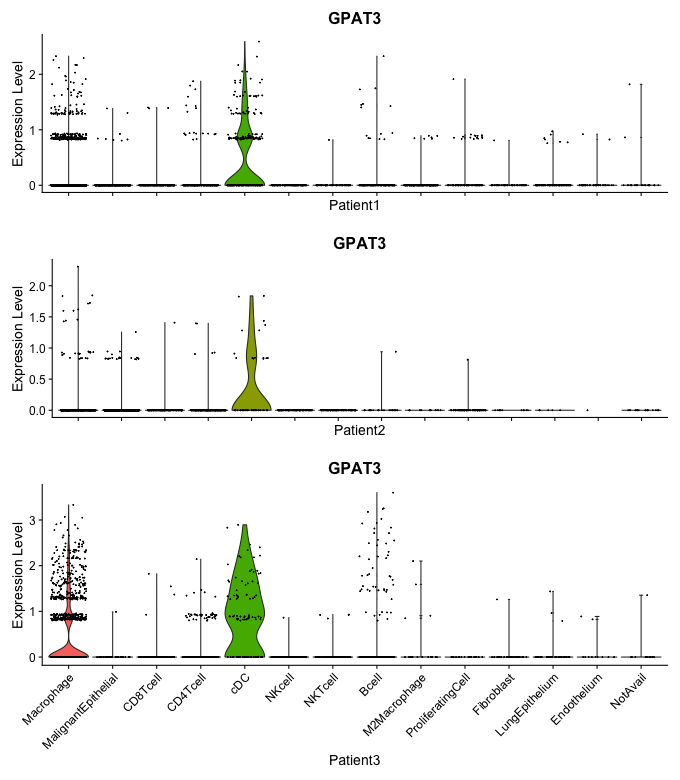 GPAT3
Expression Level
2
1
0
Patient1
GPAT3
Expression Level
2.0
1.5
1.0
0.5
0.0
Patient2
GPAT3
Expression Level
3
2
1
0
Macrophage
MalignantEpithelial
CD8Tcell
CD4Tcell
cDC
NKcell
NKTcell
Bcell
M2Macrophage
ProliferatingCell
Fibroblast
LungEpithelium
Endothelium
NotAvail
Patient3